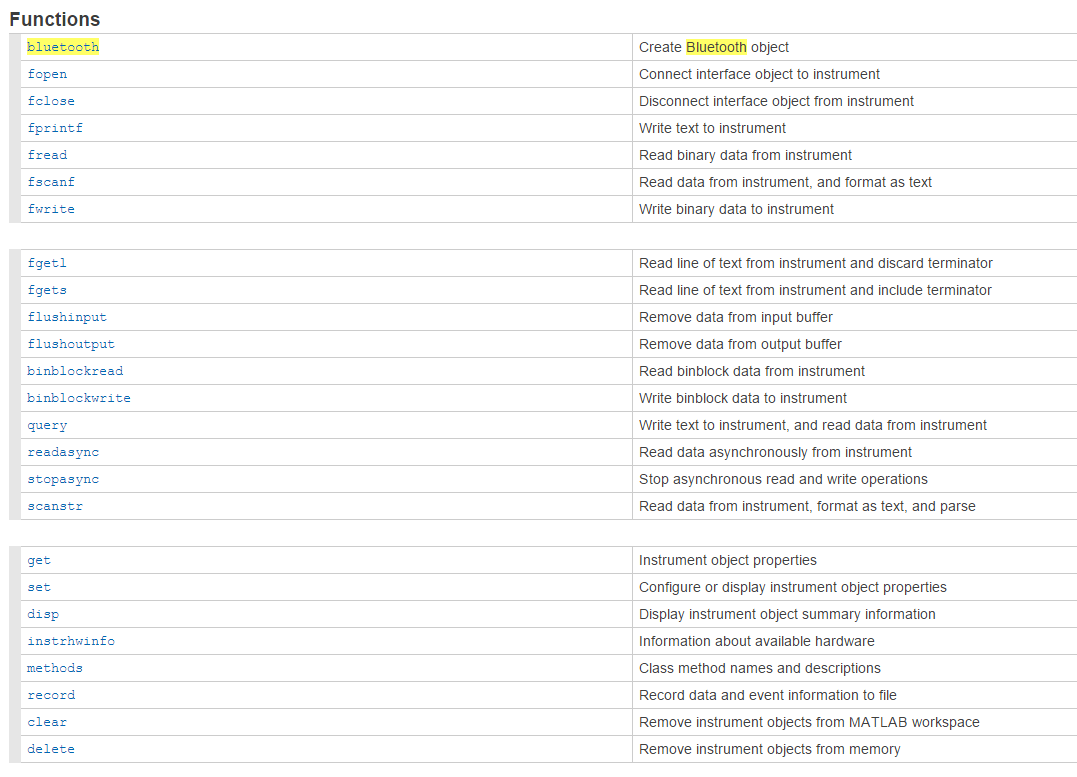 Functions
bluetooth Create Bluetooth object
fopen Connect interface object to instrument
fclose Disconnect interface object from instrument
fprintf Write text to instrument
fread Read binary data from instrument
fscanf Read data from instrument, and format as text
fwrite Write binary data to instrument
fgetl Read line of text from instrument and discard terminator
fgets Read line of text from instrument and include terminator
flushinput Remove data from input buffer
flushoutput Remove data from output buffer
binblockread Read binblock data from instrument
binblockwrite Write binblock data to instrument
query Write text to instrument, and read data from instrument
readasync Read data asynchronously from instrument
stopasync Stop asynchronous read and write operations
scanstr Read data from instrument, format as text, and parse
get Instrument object properties
set Configure or display instrument object properties
disp Display instrument object summary information
instrhwinfo Information about available hardware
methods Class method names and descriptions
record Record data and event information to file
clear Remove instrument objects from MATLAB workspace
delete Remove instrument objects from memory